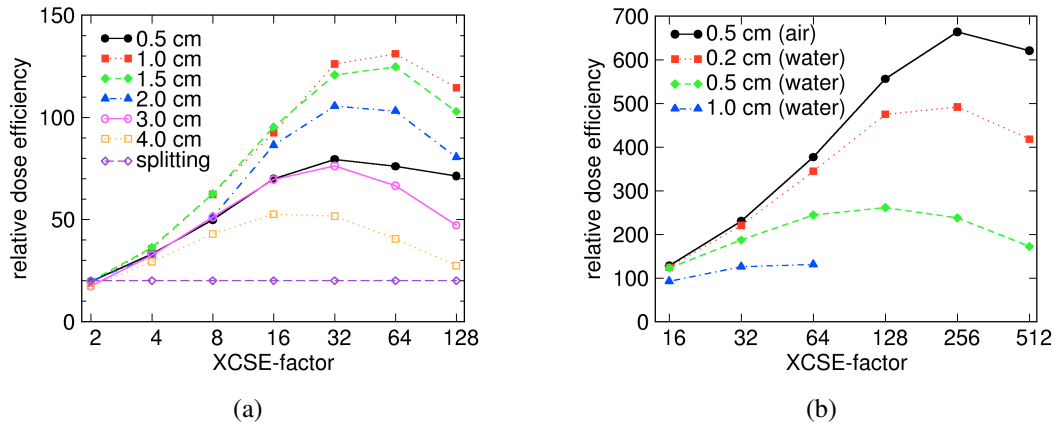 150
100
50
0
relative dose efficiency
0.5 cm
1.0 cm
1.5 cm
2.0 cm
3.0 cm
4.0 cm
splitting
2 4 8 16 32 64 128
XCSE-factor
(a)
700
600
500
400
300
200
100
0
relative dose efficiency
0.5 cm (air)
0.2 cm (water)
0.5 cm (water)
1.0 cm (water)
16 32 64 128 256 512
XCSE-factor
(b)